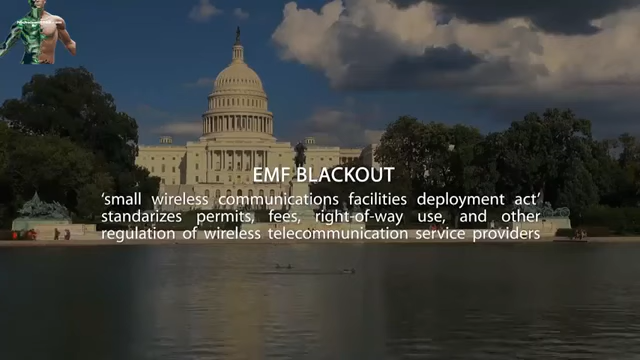 EMF BLACKOUT
'small wireless communications facilities deployment act'
standarizes permits, fees, right-of-way use, and other
regulation of wireless telecommunication service providers